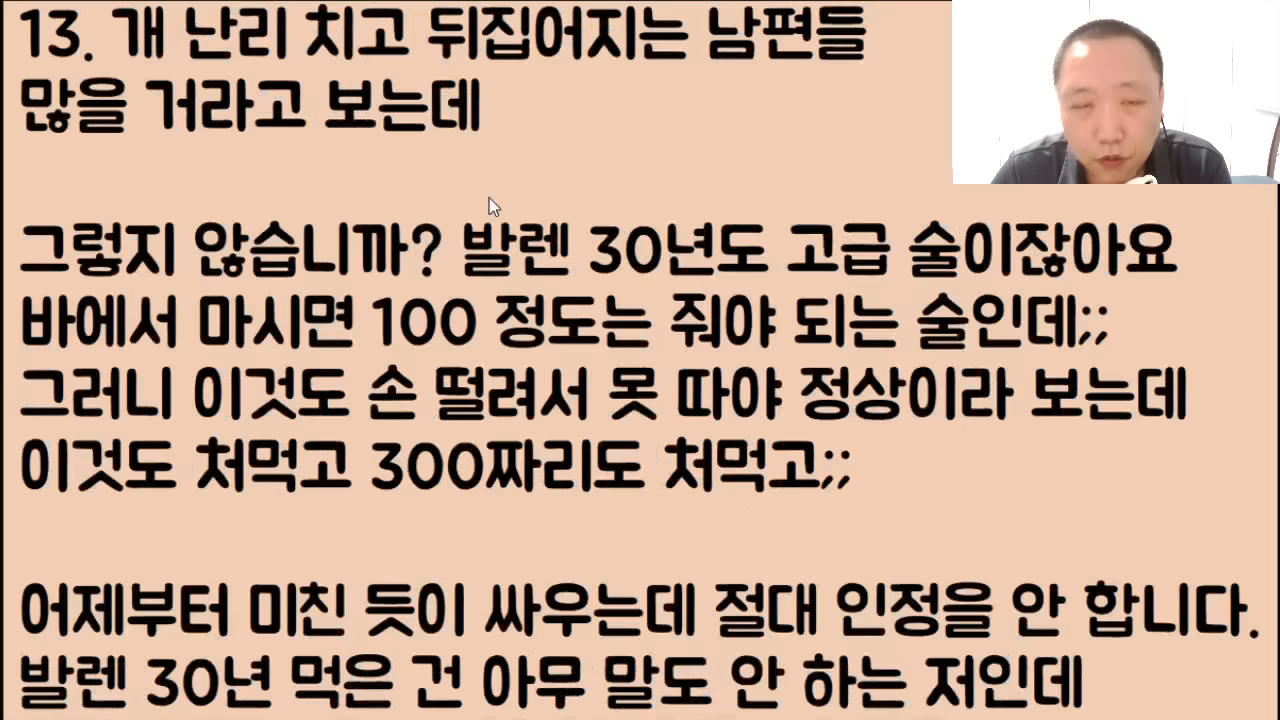 13. 개 난리 치고 뒤집어지는 남편들
많을 거라고 보는데
그렇지 않습니까? 발렌 30년도 고급 술이잖아요
바에서 마시면 100 정도는 줘야 되는 술인데;;
그러니 이것도 손 떨려서 못 따야 정상이라 보는데
이것도 처먹고 300짜리도 처먹고;;
어제부터 미친 듯이 싸우는데 절대 인정을 안 합니다.
발렌 30년 먹은 건 아무 말도 안 하는 저인데